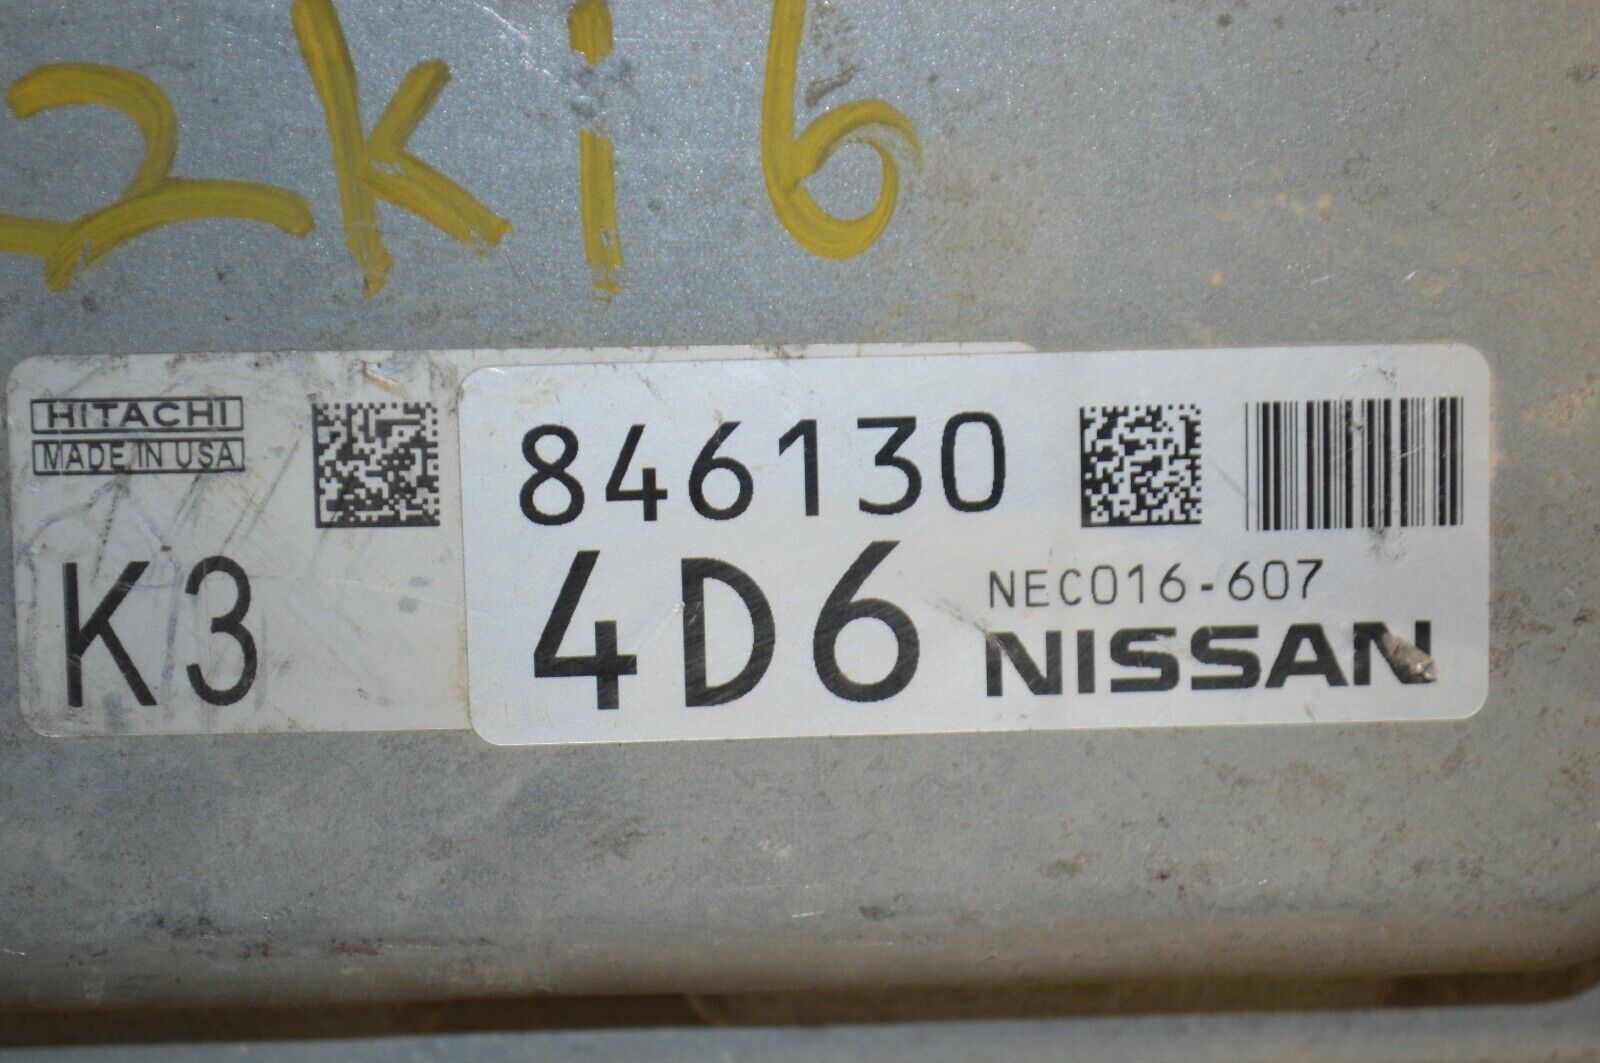 2Ki6
HITACHI
MADE IN USA
K3
846130
4D6
NEC016-607
NISSAN